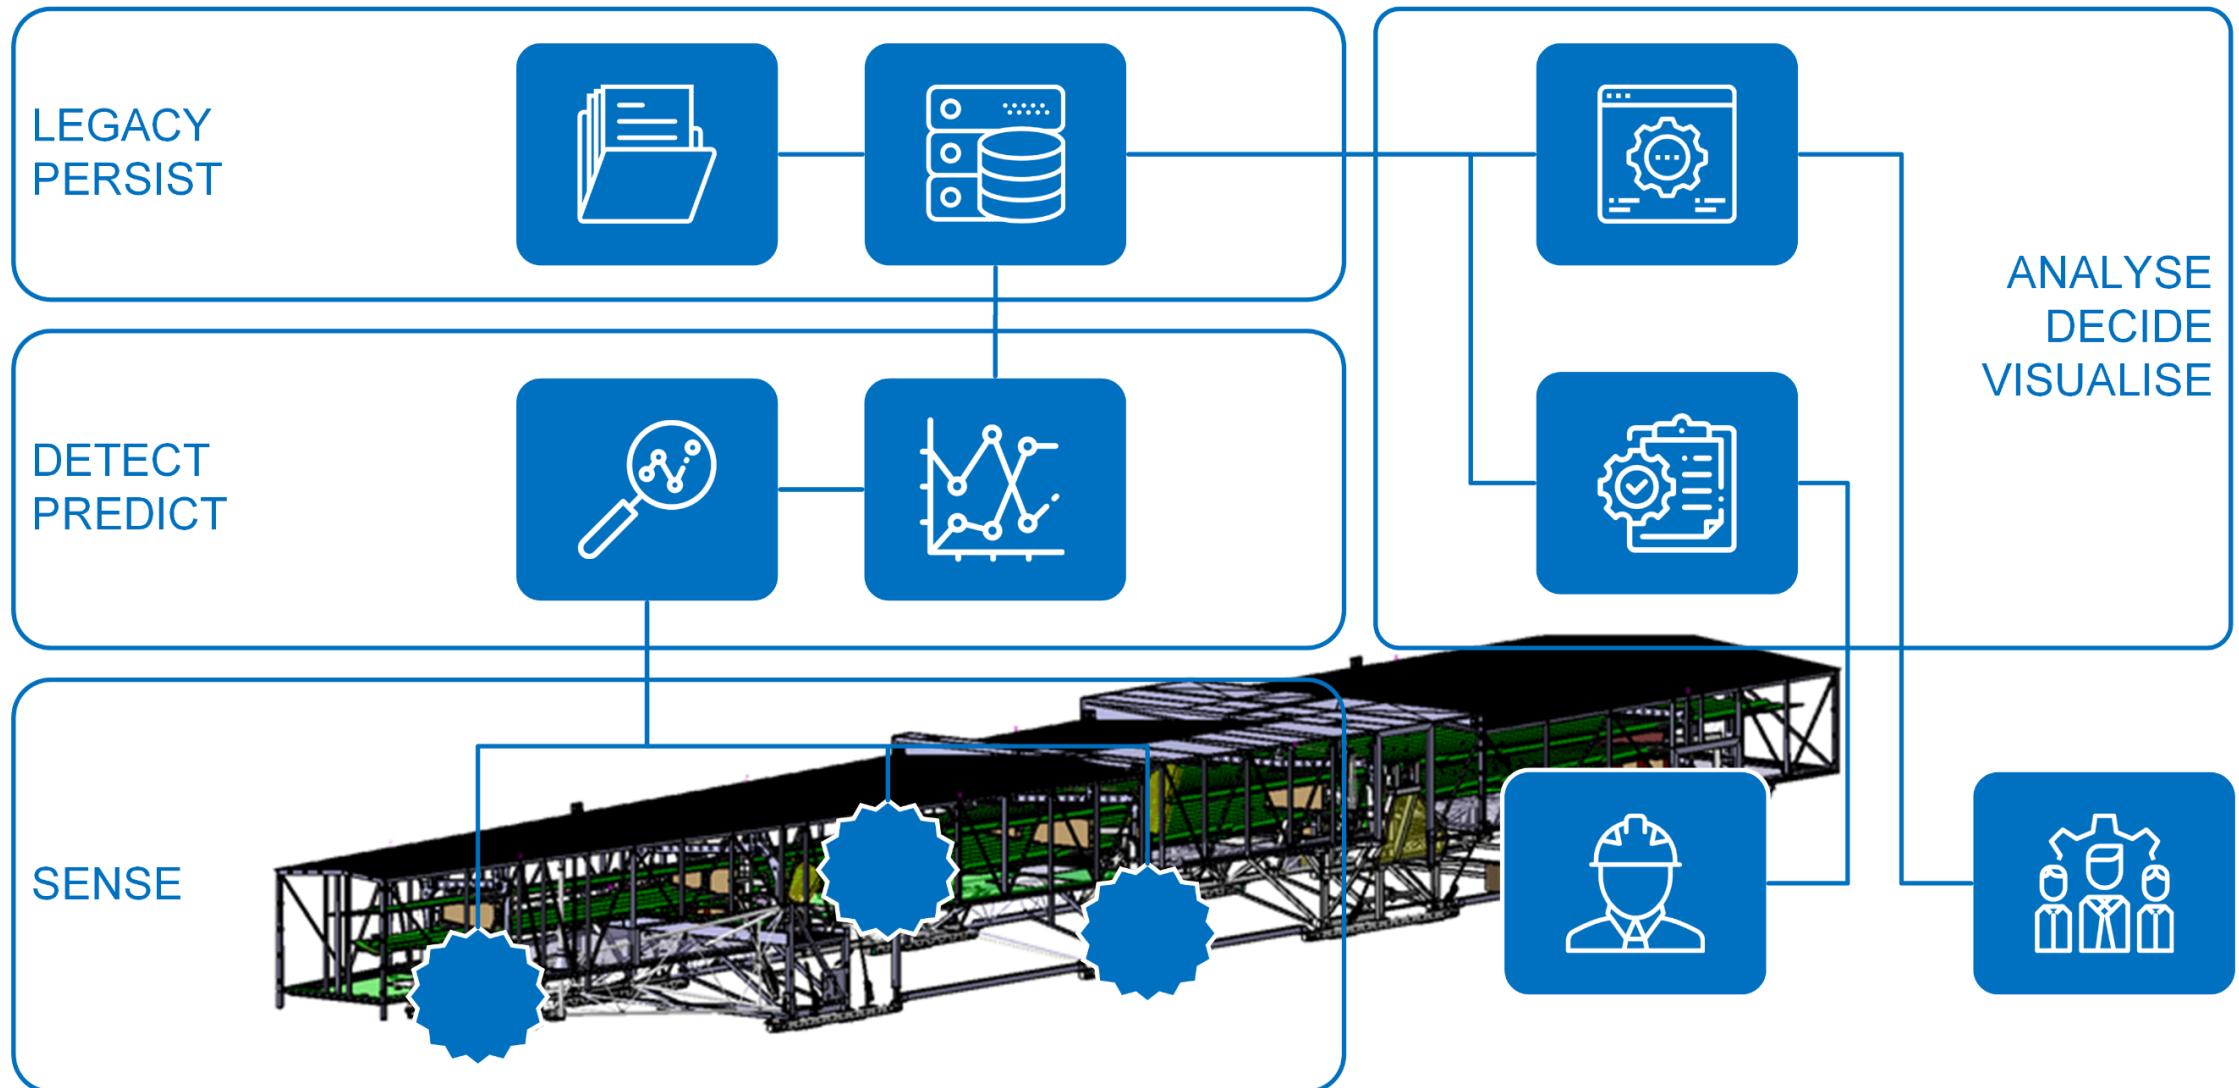 LEGACY
PERSIST
ANALYSE
DECIDE
VISUALISE
DETECT
PREDICT
SENSE